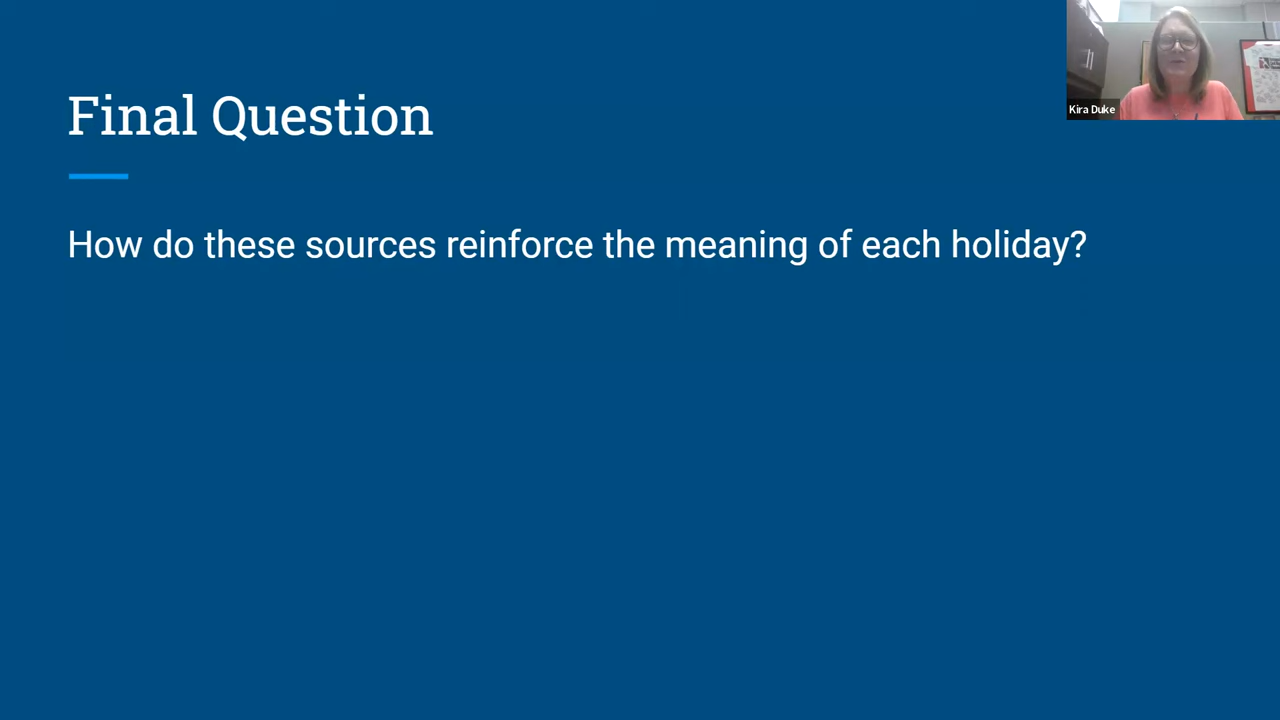 Final Question
Kira Duke
How do these sources reinforce the meaning of each holiday?